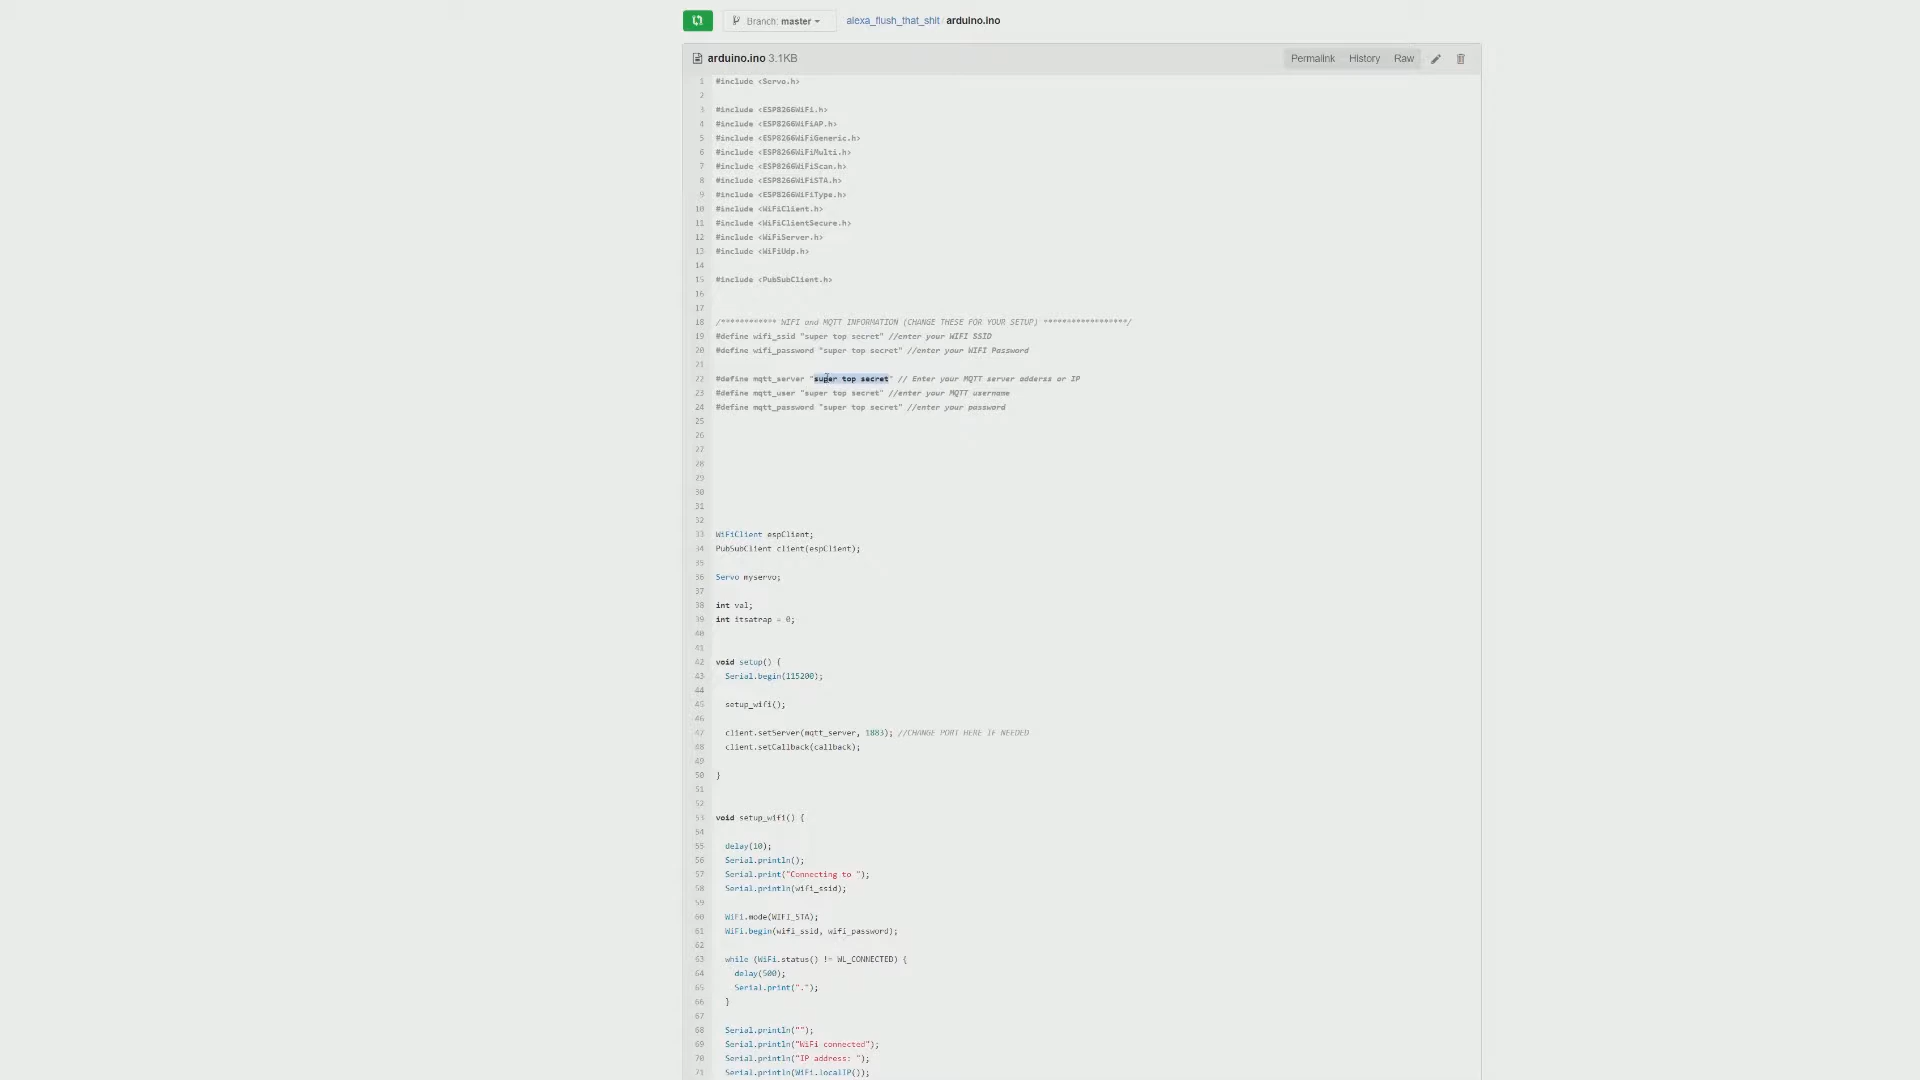 Branch: master
alexa_flush_that_shit arduino.ino
arduino.ino 3.1KB
Permalink History Raw
1 #include <Servo.h>
2
3 #include <ESP8266WiFi.h>
4 #include <ESP8266WiFiAP.h>
5 #include <ESP8266WiFiGeneric.h>
6 #include <ESP8266WiFiMulti.h>
7 #include <ESP8266WiFiScan.h>
8 #include <ESP8266WiFiSTA.h>
9 #include <ESP8266WiFiType.h>
10 #include <WiFiClient.h>
11 #include <WiFiClientSecure.h>
12 #include <WiFiServer.h>
13 #include <WiFiUdp.h>
14
15 #include <PubSubClient.h>
16
17
18 /************ WIFI and MQTT INFORMATION (CHANGE THESE FOR YOUR SETUP) ******************/
19 #define wifi_ssid "super top secret" //enter your WIFI SSID
20 #define wifi_password "super top secret" //enter your WIFI Password
21
22 #define mqtt_server "super top secret" // Enter your MQTT server adderss or IP
23 #define mqtt_user "super top secret" //enter your MQTT username
24 #define mqtt_password "super top secret" //enter your password
25
26
27
28
29
30
31
32
33 WiFiClient espClient;
34 PubSubClient client(espClient);
35
36 Servo myservo;
37
38 int val;
39 int itsatrap = 0;
40
41
42 void setup() {
43 Serial.begin(115200);
44
45 setup_wifi();
46
47 client.setServer(mqtt_server, 1883); //CHANGE PORT HERE IF NEEDED
48 client.setCallback(callback);
49
50 }
51
52
53 void setup_wifi() {
54
55 delay(10);
56 Serial.println();
57 Serial.print("Connecting to ");
58 Serial.println(wifi_ssid);
59
60 WiFi.mode(WIFI_STA);
61 WiFi.begin(wifi_ssid, wifi_password);
62
63 while (WiFi.status() != WL_CONNECTED) {
64 delay(500);
65 Serial.print(".");
66 }
67
68 Serial.println("");
69 Serial.println("WiFi connected");
70 Serial.println("IP address: ");
71 Serial.println(WiFi.localIP());